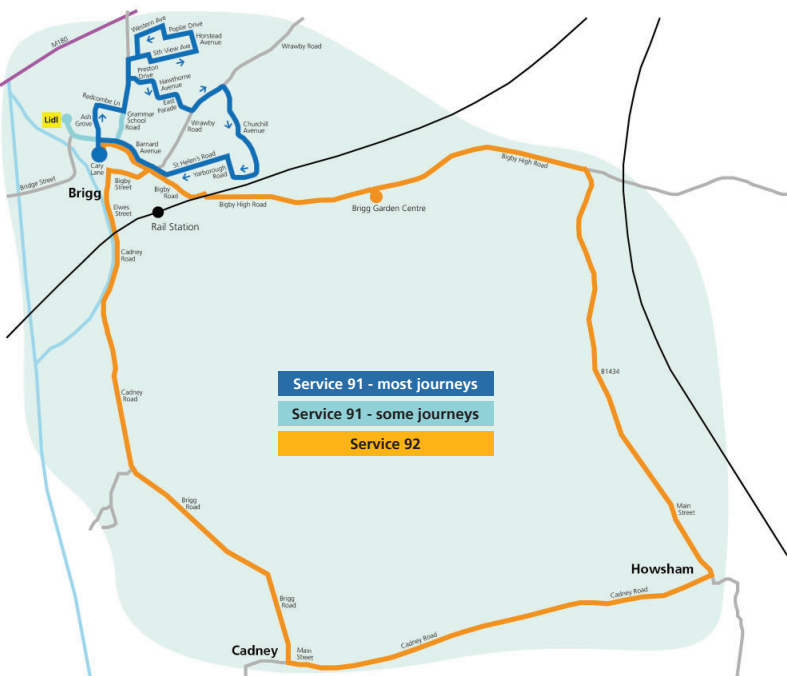 Western Ave
Poplar Drive
Horstead
Avenue
M180
Sth View Ave
Wrawby Road
Preston
Drive
Hawthorne
Avenue
Redcombe Ln
East
Parade
Lidl
Ash
Grove
Grammar
School
Road
Wrawby
Road
Churchill
Avenue
Barnard
Avenue
St Helen's Road
Yarborough
Road
Cary
Lane
Bigby High Road
Bridge Street
Brigg
Bigby
Street
Bigby
Road
Bigby High Road
Brigg Garden Centre
Elwes
Street
Rail Station
Cadney
Road
B1434
Service 91 - most journeys
Service 91 - some journeys
Service 92
Cadney
Road
Brigg
Road
Main
Street
Howsham
Cadney Road
Brigg
Road
Cadney Road
Cadney
Main
Street